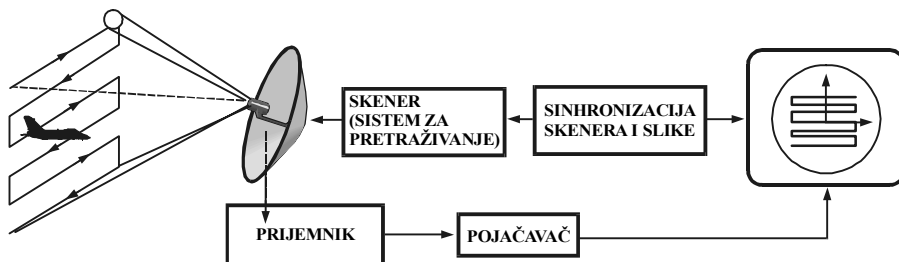 SKENER
(SISTEM ZA
PRETRAŽIVANJE)
SINHRONIZACIJA
SKENERA I SLIKE
PRIJEMNIK
POJAČAVAČ